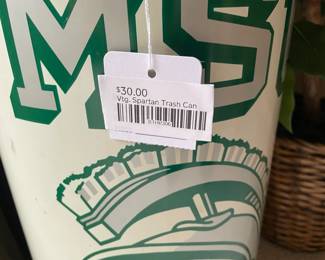 MS
$30.00
Vtg. Spartan Trash Can